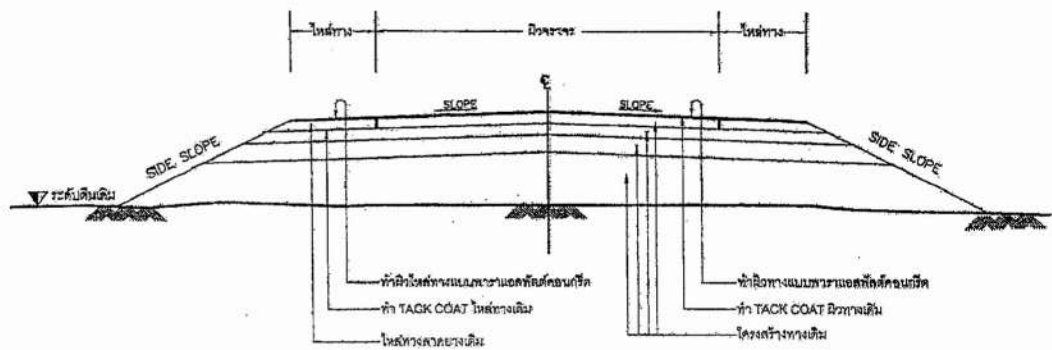 ไหล่ทาง ผิวจราจร ไหล่ทาง
℄
SLOPE SLOPE
SIDE SLOPE SIDE SLOPE
ระดับดินเดิม
ทำผิวไหล่ทางแบบพาราแอสฟัลต์คอนกรีต ทำผิวทางแบบพาราแอสฟัลต์คอนกรีต
ทำ TACK COAT ไหล่ทางเดิม ทำ TACK COAT ผิวทางเดิม
ไหล่ทางลาดยางเดิม โครงสร้างทางเดิม